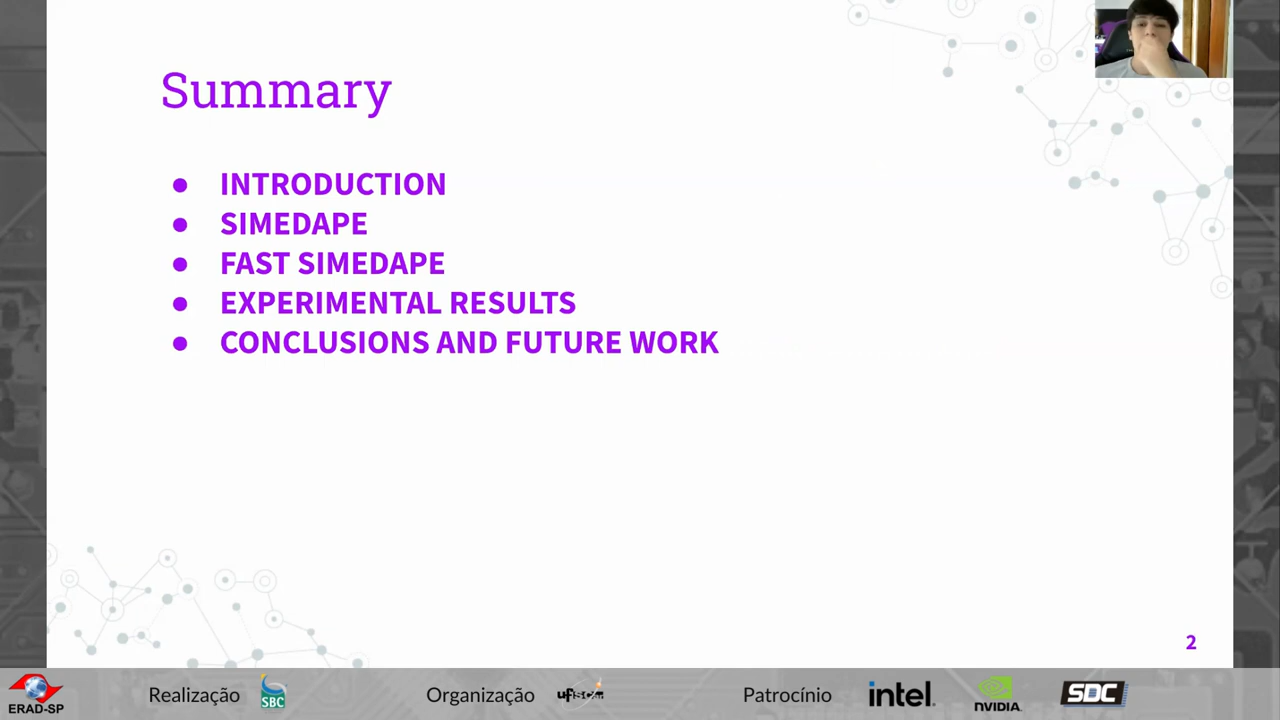 Summary
● INTRODUCTION
● SIMEDAPE
● FAST SIMEDAPE
● EXPERIMENTAL RESULTS
● CONCLUSIONS AND FUTURE WORK
2
ERAD-SP
Realização
SBC
Organização
ufscar
Patrocínio
intel.
NVIDIA.
SDC